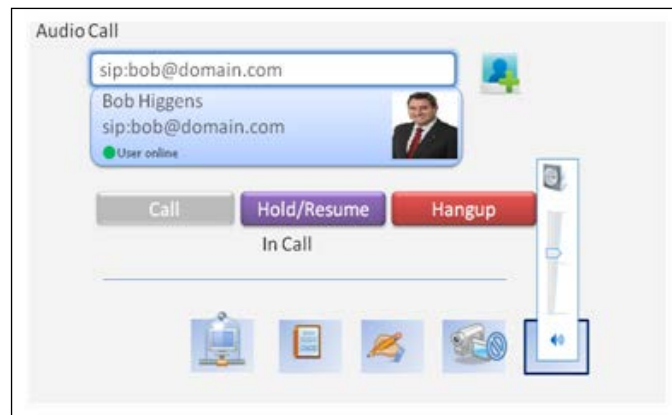 Audio Call
sip:bob@domain.com
Bob Higgens
sip:bob@domain.com
User online
Call
Hold/Resume
Hangup
In Call